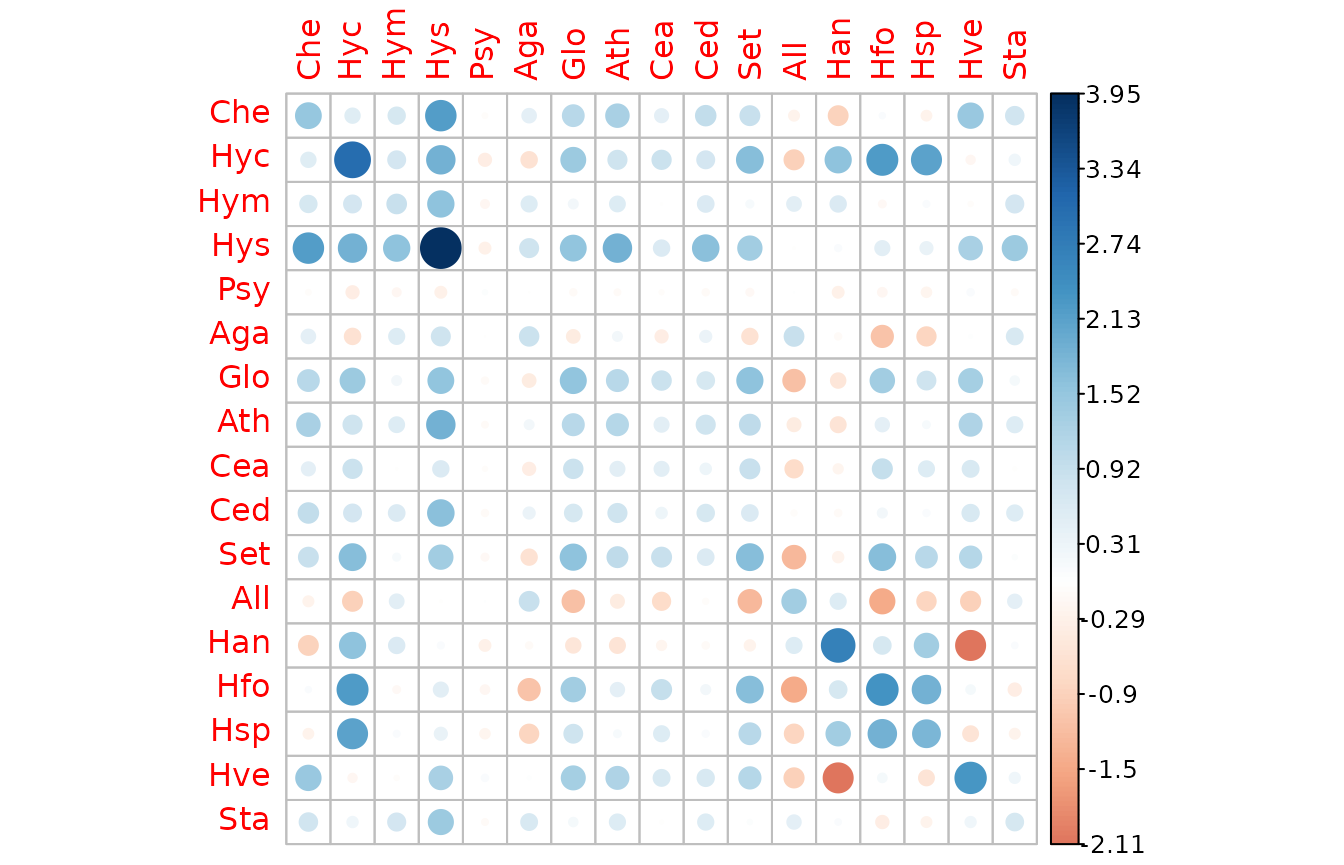 Che
Hyc
Hym
Hys
Psy
Aga
Glo
Ath
Cea
Ced
Set
All
Han
Hfo
Hsp
Hve
Sta
Che
Hyc
Hym
Hys
Psy
Aga
Glo
Ath
Cea
Ced
Set
All
Han
Hfo
Hsp
Hve
Sta
3.95
3.34
2.74
2.13
1.52
0.92
0.31
-0.29
-0.9
-1.5
-2.11